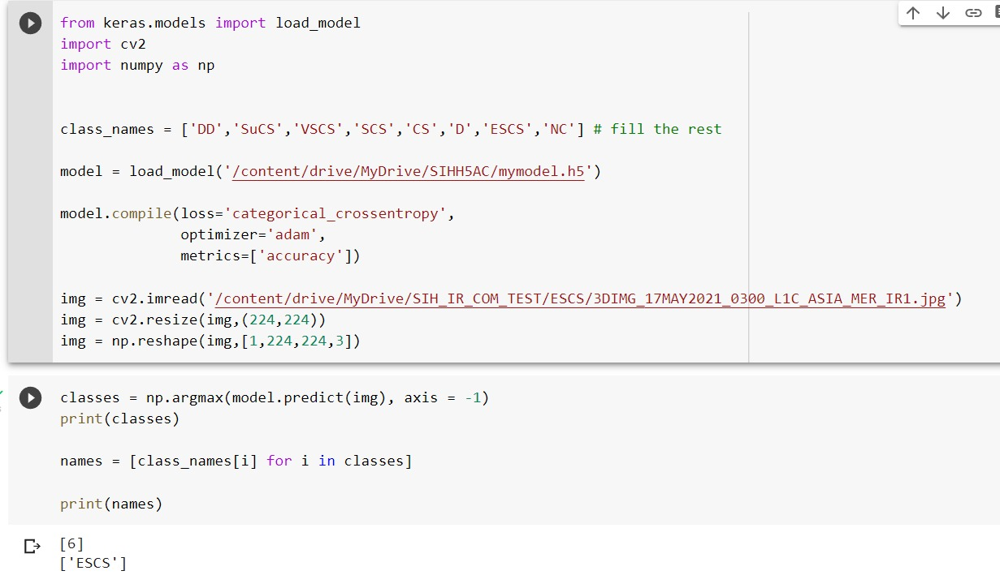 from keras.models import load_model
import cv2
import numpy as np
class_names = ['DD','SuCS','VSCS','SCS','CS','D','ESCS','NC'] # fill the rest
model = load_model('/content/drive/MyDrive/SIHH5AC/mymodel.h5')
model.compile(loss='categorical_crossentropy',
optimizer='adam',
metrics=['accuracy'])
img = cv2.imread('/content/drive/MyDrive/SIH_IR_COM_TEST/ESCS/3DIMG_17MAY2021_0300_L1C_ASIA_MER_IR1.jpg')
img = cv2.resize(img,(224,224))
img = np.reshape(img,[1,224,224,3])
classes = np.argmax(model.predict(img), axis = -1)
print(classes)
names = [class_names[i] for i in classes]
print(names)
[6]
['ESCS']